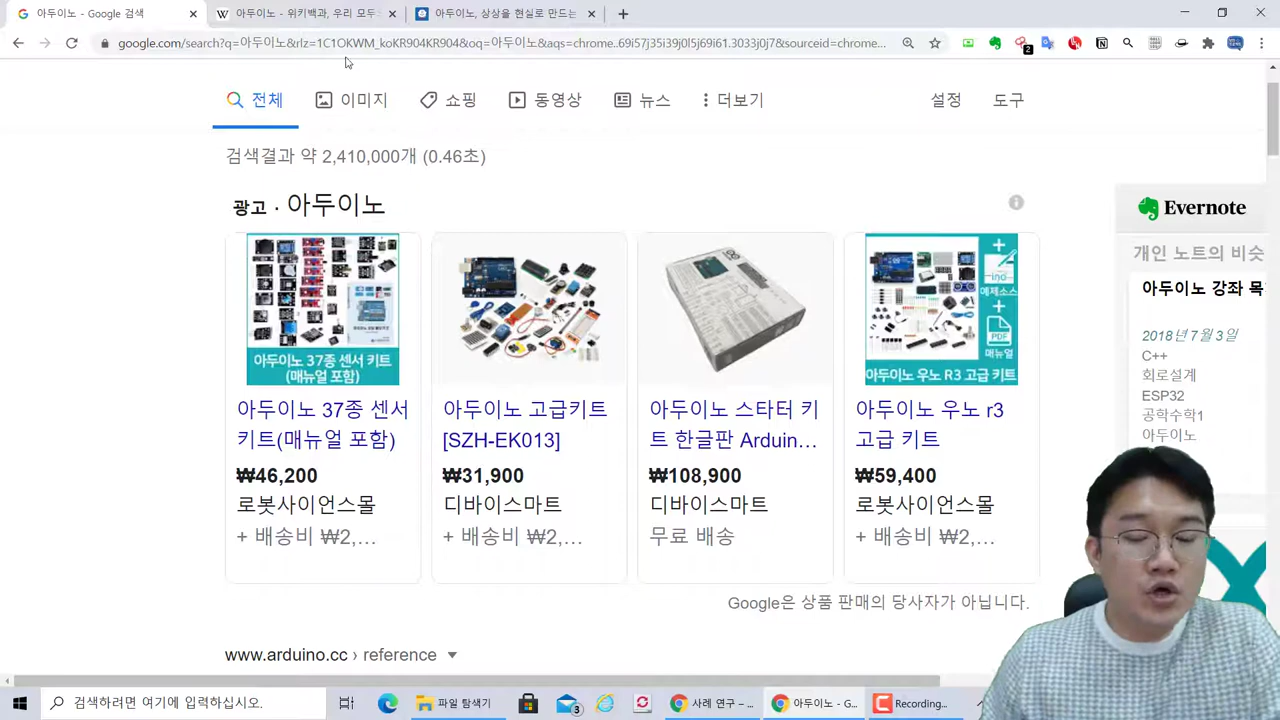 아두이노 - Google 검색
아두이노 - 위키백과, 우리 모두
아두이노, 상상을 현실로 만드는
google.com/search?q=아두이노&rlz=1C1OKWM_koKR904KR904&oq=아두이노&aqs=chrome..69i57j35i39j0l5j69i61.3033j0j7&sourceid=chrome...
2
전체
이미지
쇼핑
동영상
뉴스
더보기
설정
도구
검색결과 약 2,410,000개 (0.46초)
광고 · 아두이노
Evernote
개인 노트의 비슷
아두이노 강좌 목
2018년 7월 3일
C++
회로설계
ESP32
공학수학1
아두이노
아두이노 37종 센서 키트
(매뉴얼 포함)
예제소스
PDF
매뉴얼
아두이노 우노 R3 고급 키트
아두이노 37종 센서
키트(매뉴얼 포함)
₩46,200
로봇사이언스몰
+ 배송비 ₩2,...
아두이노 고급키트
[SZH-EK013]
₩31,900
디바이스마트
+ 배송비 ₩2,...
아두이노 스타터 키
트 한글판 Arduin...
₩108,900
디바이스마트
무료 배송
아두이노 우노 r3
고급 키트
₩59,400
로봇사이언스몰
+ 배송비 ₩2,...
Google은 상품 판매의 당사자가 아닙니다.
www.arduino.cc › reference
검색하려면 여기에 입력하십시오.
파일 탐색기
3
사례 연구 – ...
아두이노 - G...
Recording...